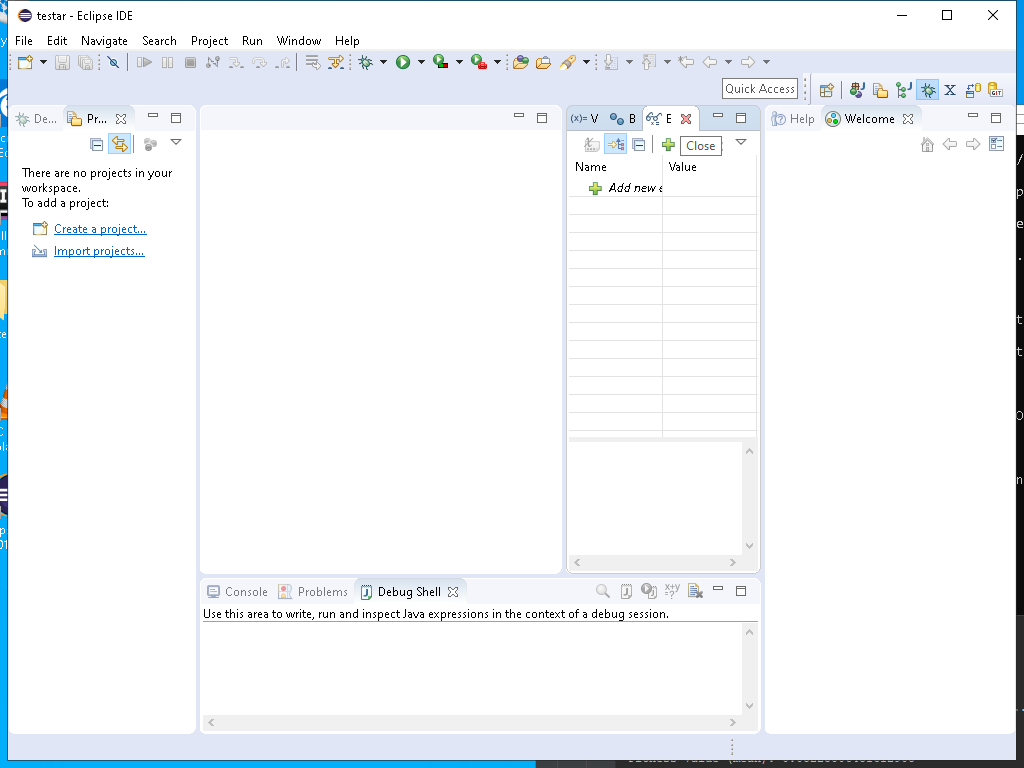 testar - Eclipse IDE
File Edit Navigate Search Project Run Window Help
Quick Access
De... Pr... (x)= V B E Help Welcome
Close
There are no projects in your
workspace.
To add a project:
Create a project...
Import projects...
Name Value
Add new e
Console Problems Debug Shell
Use this area to write, run and inspect Java expressions in the context of a debug session.